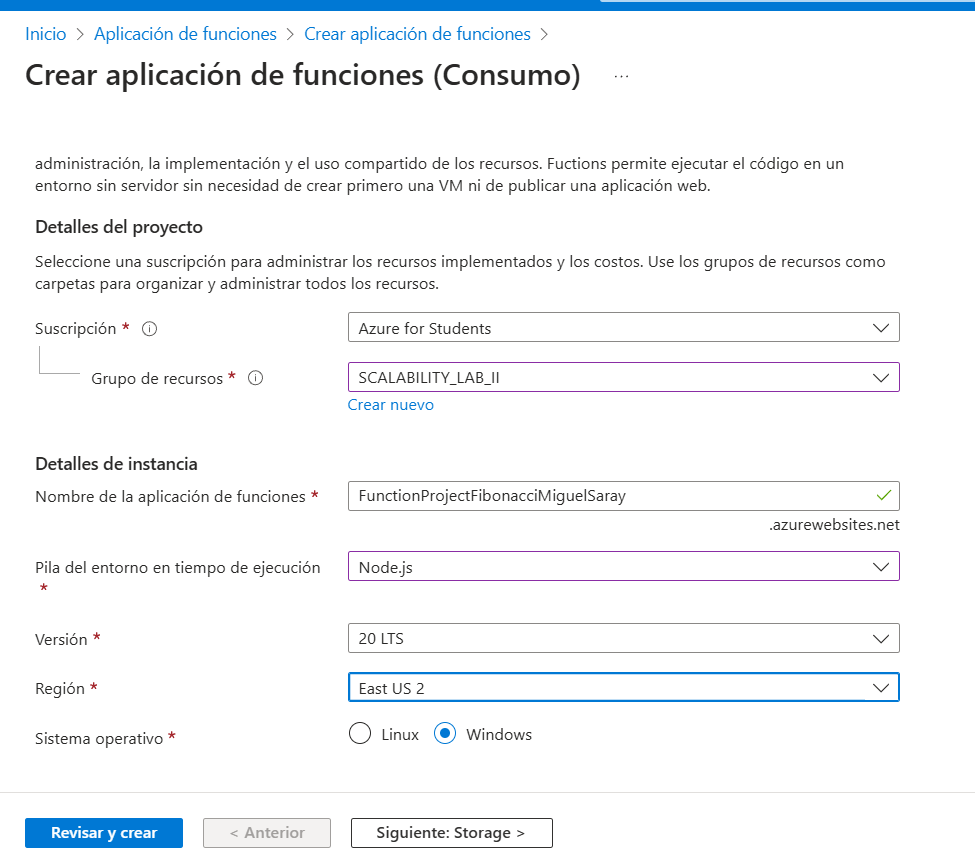 Inicio > Aplicación de funciones > Crear aplicación de funciones >
Crear aplicación de funciones (Consumo) ...
administración, la implementación y el uso compartido de los recursos. Fuctions permite ejecutar el código en un
entorno sin servidor sin necesidad de crear primero una VM ni de publicar una aplicación web.
Detalles del proyecto
Seleccione una suscripción para administrar los recursos implementados y los costos. Use los grupos de recursos como
carpetas para organizar y administrar todos los recursos.
Suscripción * Azure for Students
Grupo de recursos * SCALABILITY_LAB_II
Crear nuevo
Detalles de instancia
Nombre de la aplicación de funciones * FunctionProjectFibonacciMiguelSaray
.azurewebsites.net
Pila del entorno en tiempo de ejecución * Node.js
Versión * 20 LTS
Región * East US 2
Sistema operativo * Linux Windows
Revisar y crear < Anterior Siguiente: Storage >